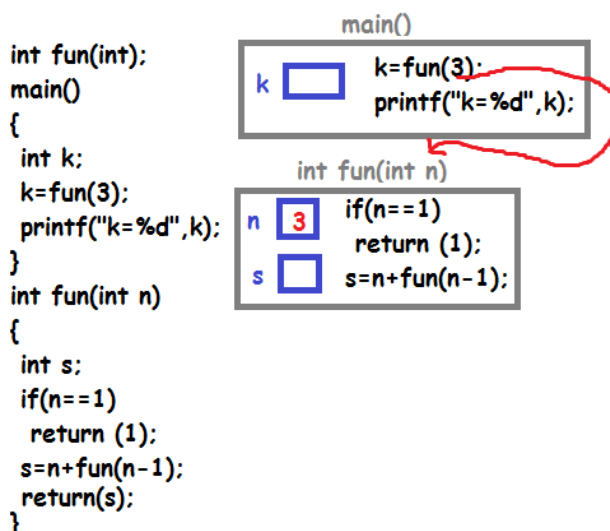 int fun(int);
main()
{
int k;
k=fun(3);
printf("k=%d",k);
}
int fun(int n)
{
int s;
if(n==1)
return (1);
s=n+fun(n-1);
return(s);
}
main()
k
k=fun(3);
printf("k=%d",k);
int fun(int n)
n 3
s
if(n==1)
return (1);
s=n+fun(n-1);